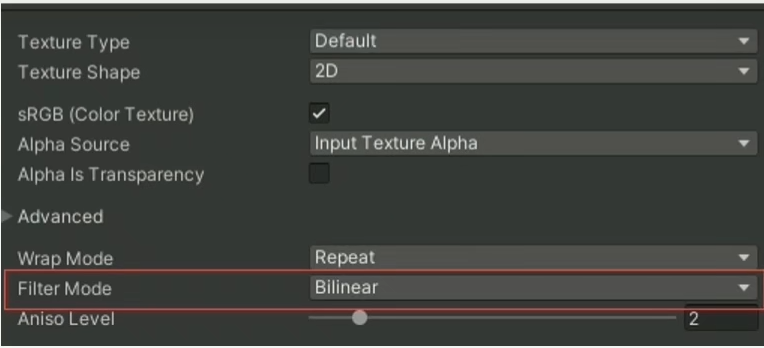 Texture Type Default
Texture Shape 2D
sRGB (Color Texture)
Alpha Source Input Texture Alpha
Alpha Is Transparency
Advanced
Wrap Mode Repeat
Filter Mode Bilinear
Aniso Level 2